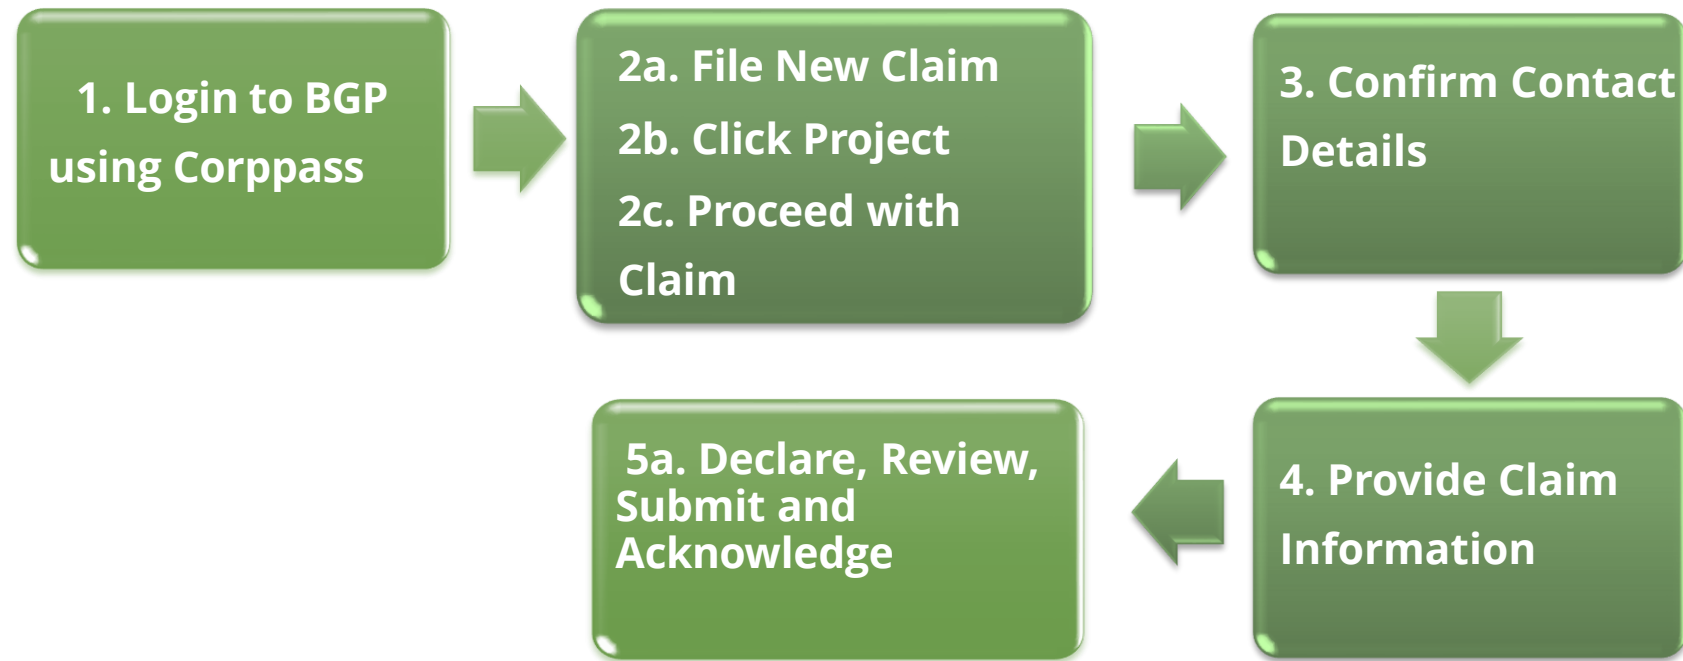 1. Login to BGP
using Corppass
2a. File New Claim
2b. Click Project
2c. Proceed with
Claim
3. Confirm Contact
Details
4. Provide Claim
Information
5a. Declare, Review,
Submit and
Acknowledge